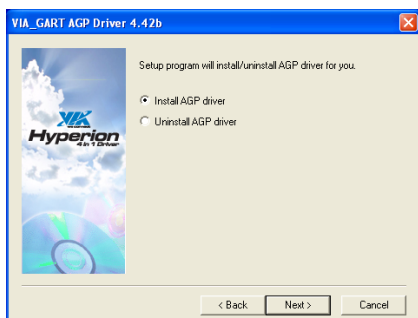 VIA_GART AGP Driver 4.42b
Setup program will install/uninstall AGP driver for you.
Install AGP driver
Uninstall AGP driver
VIA
Hyperion
4 in 1 Driver
< Back
Next >
Cancel